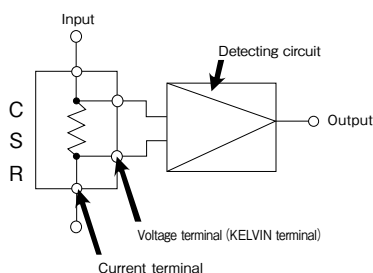 Input
Detecting circuit
C
S
R
Output
Voltage terminal (KELVIN terminal)
Current terminal